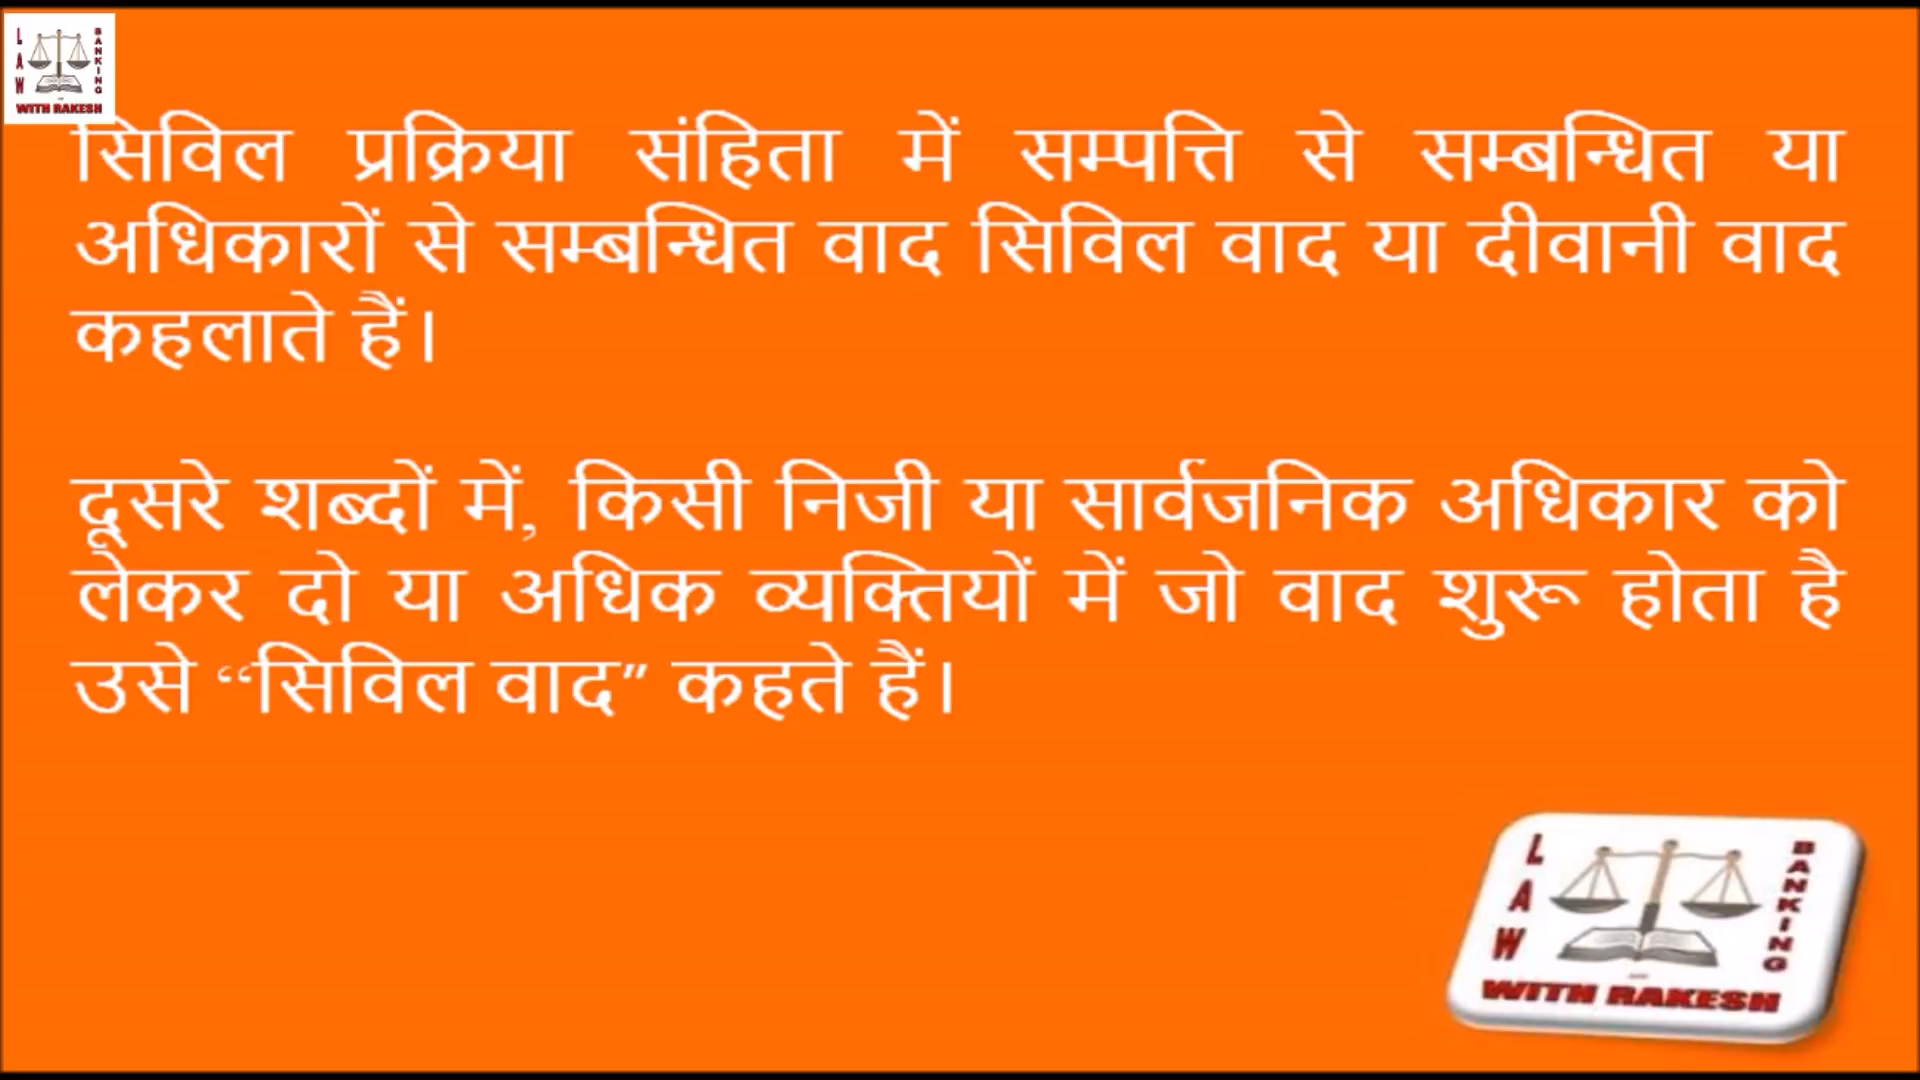 LAW
BANKING
WITH RAKESH
सिविल प्रक्रिया संहिता में सम्पत्ति से सम्बन्धित या
अधिकारों से सम्बन्धित वाद सिविल वाद या दीवानी वाद
कहलाते हैं।
दूसरे शब्दों में, किसी निजी या सार्वजनिक अधिकार को
लेकर दो या अधिक व्यक्तियों में जो वाद शुरू होता है
उसे “सिविल वाद” कहते हैं।
LAW
BANKING
WITH RAKESH